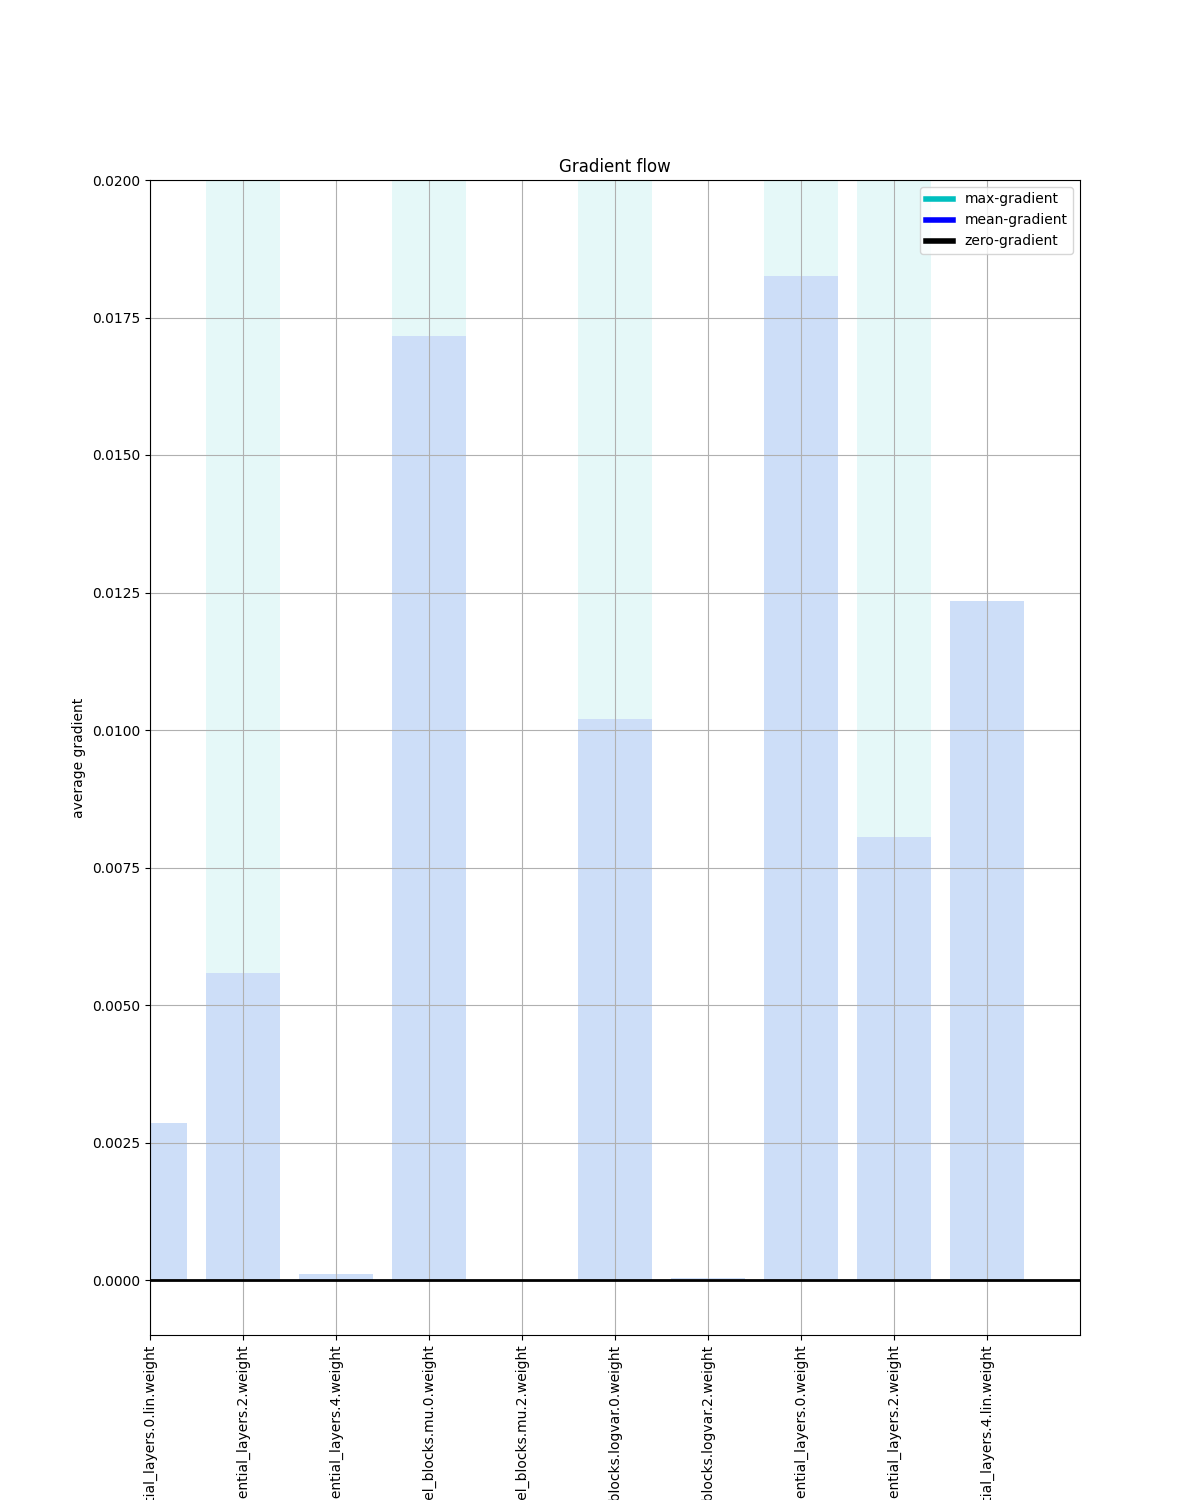 Gradient flow
max-gradient
mean-gradient
zero-gradient
0.0200
0.0175
0.0150
0.0125
0.0100
0.0075
0.0050
0.0025
0.0000
average gradient
tial_layers.0.lin.weight
ential_layers.2.weight
ential_layers.4.weight
el_blocks.mu.0.weight
el_blocks.mu.2.weight
blocks.logvar.0.weight
blocks.logvar.2.weight
ential_layers.0.weight
ential_layers.2.weight
tial_layers.4.lin.weight